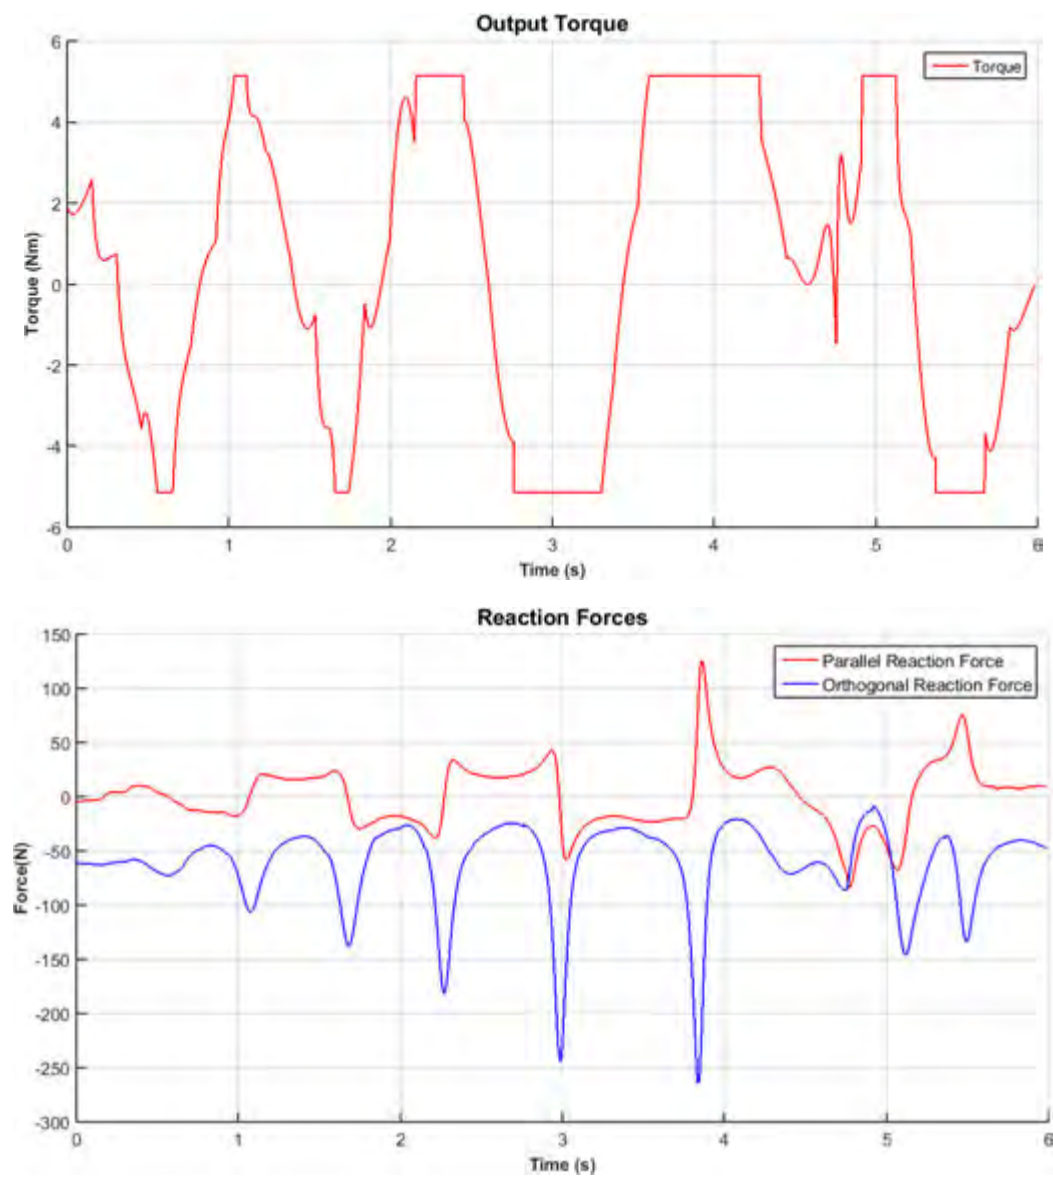 Output Torque
6
4
2
0
-2
-4
-6
Torque (Nm)
Torque
0 1 2 3 4 5 6
Time (s)
Reaction Forces
150
100
50
0
-50
-100
-150
-200
-250
-300
Force(N)
Parallel Reaction Force
Orthogonal Reaction Force
0 1 2 3 4 5 6
Time (s)